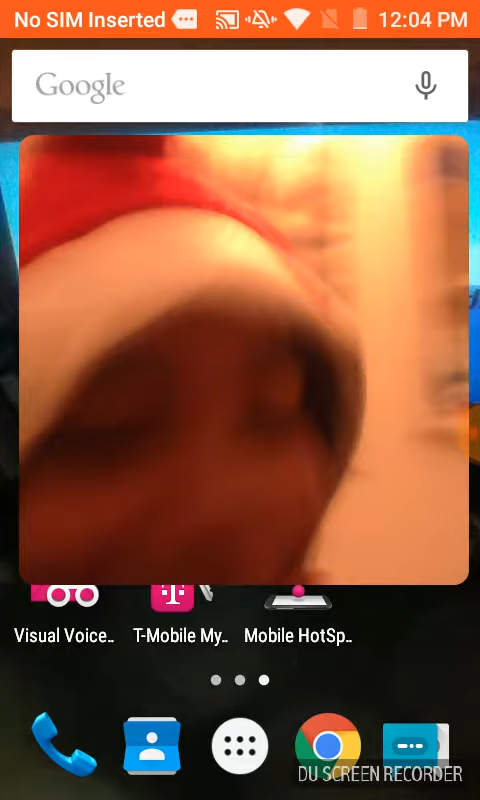 No SIM Inserted 12:04 PM
Google
Visual Voice.. T-Mobile My.. Mobile HotSp..
DU SCREEN RECORDER